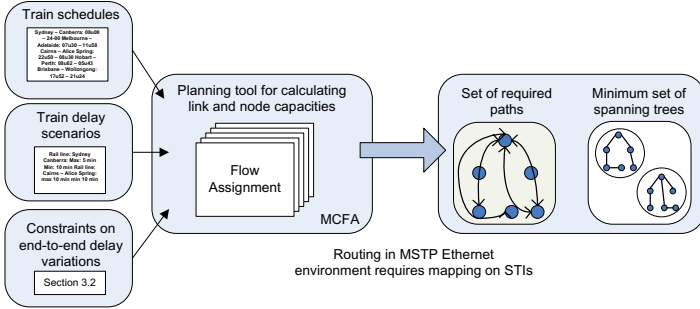 Train schedules
Sydney – Canberra: 08u00
– 24-00 Melbourne –
Adelaide: 07u30 – 11u58
Cairns – Alice Spring:
22u50 – 08u30 Hobart –
Perth: 08u02 – 05u43
Brisbane – Wollongong:
17u52 – 21u24
Train delay
scenarios
Rail line: Sydney
Canberra: Max: 5 min
Min: 10 min Rail line:
Cairns – Alice Spring:
max 10 min min 10 min
Constraints on
end-to-end delay
variations
Section 3.2
Planning tool for calculating
link and node capacities
Flow
Assignment
MCFA
Set of required
paths
Minimum set of
spanning trees
Routing in MSTP Ethernet
environment requires mapping on STIs